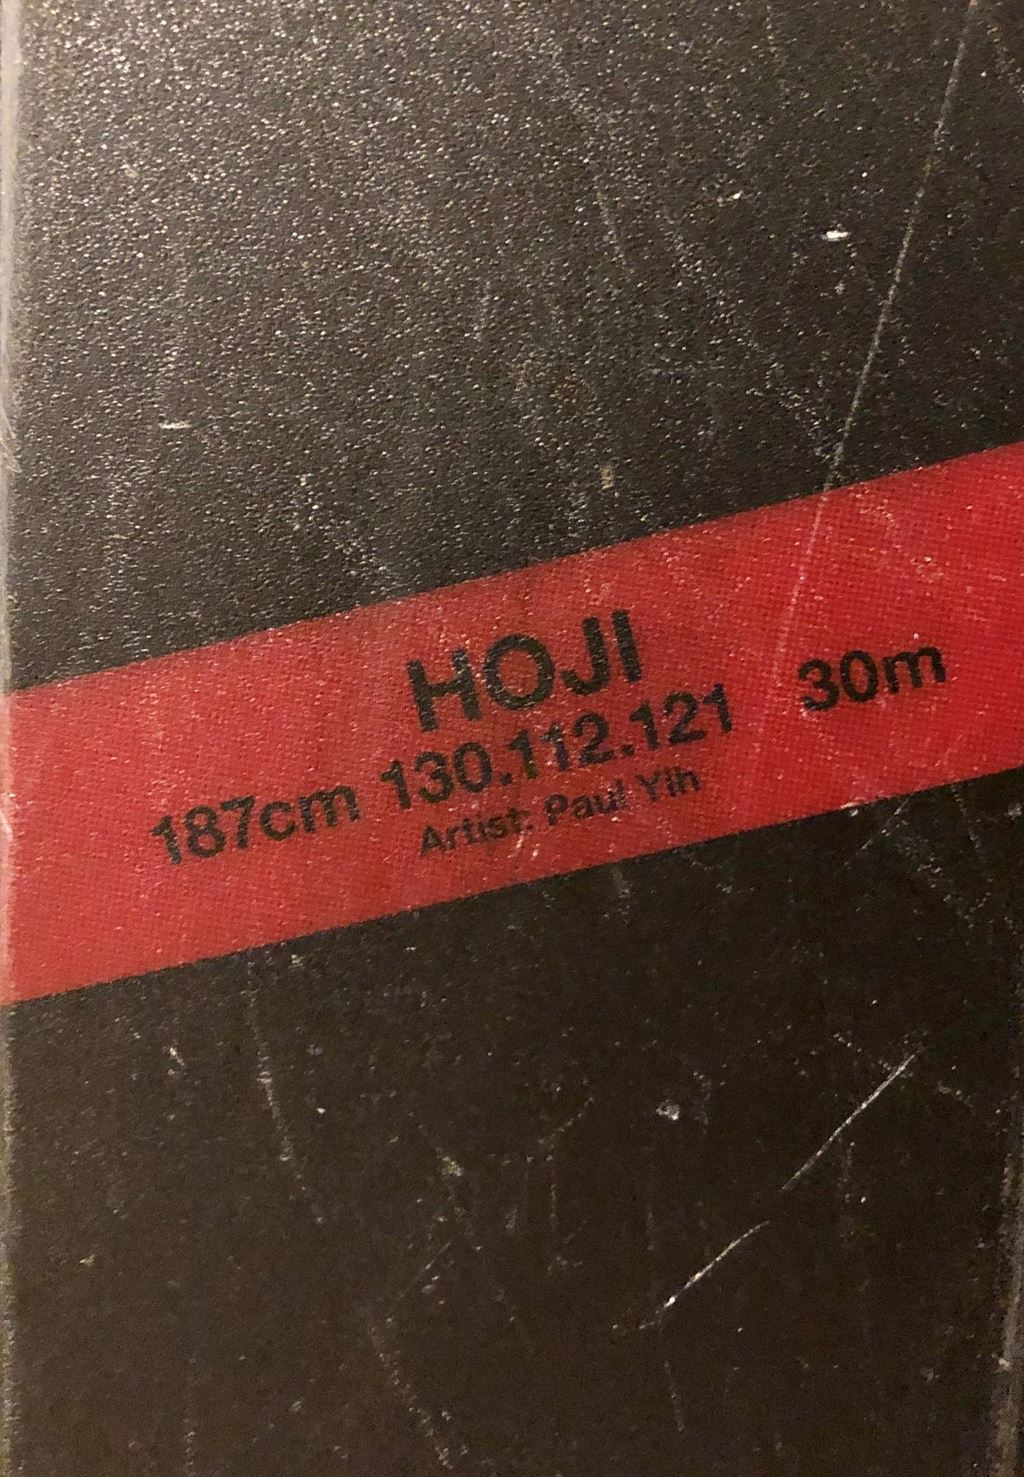 HOJI
187cm 130.112.121 30m
Artist: Paul Yih